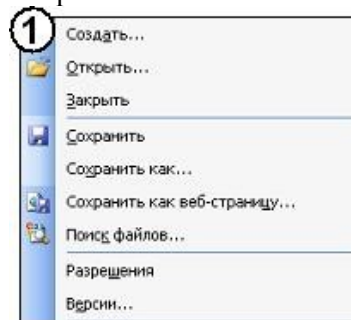 1
Создать...
Открыть...
Закрыть
Сохранить
Сохранить как...
Сохранить как веб-страницу...
Поиск файлов...
Разрешения
Версии...